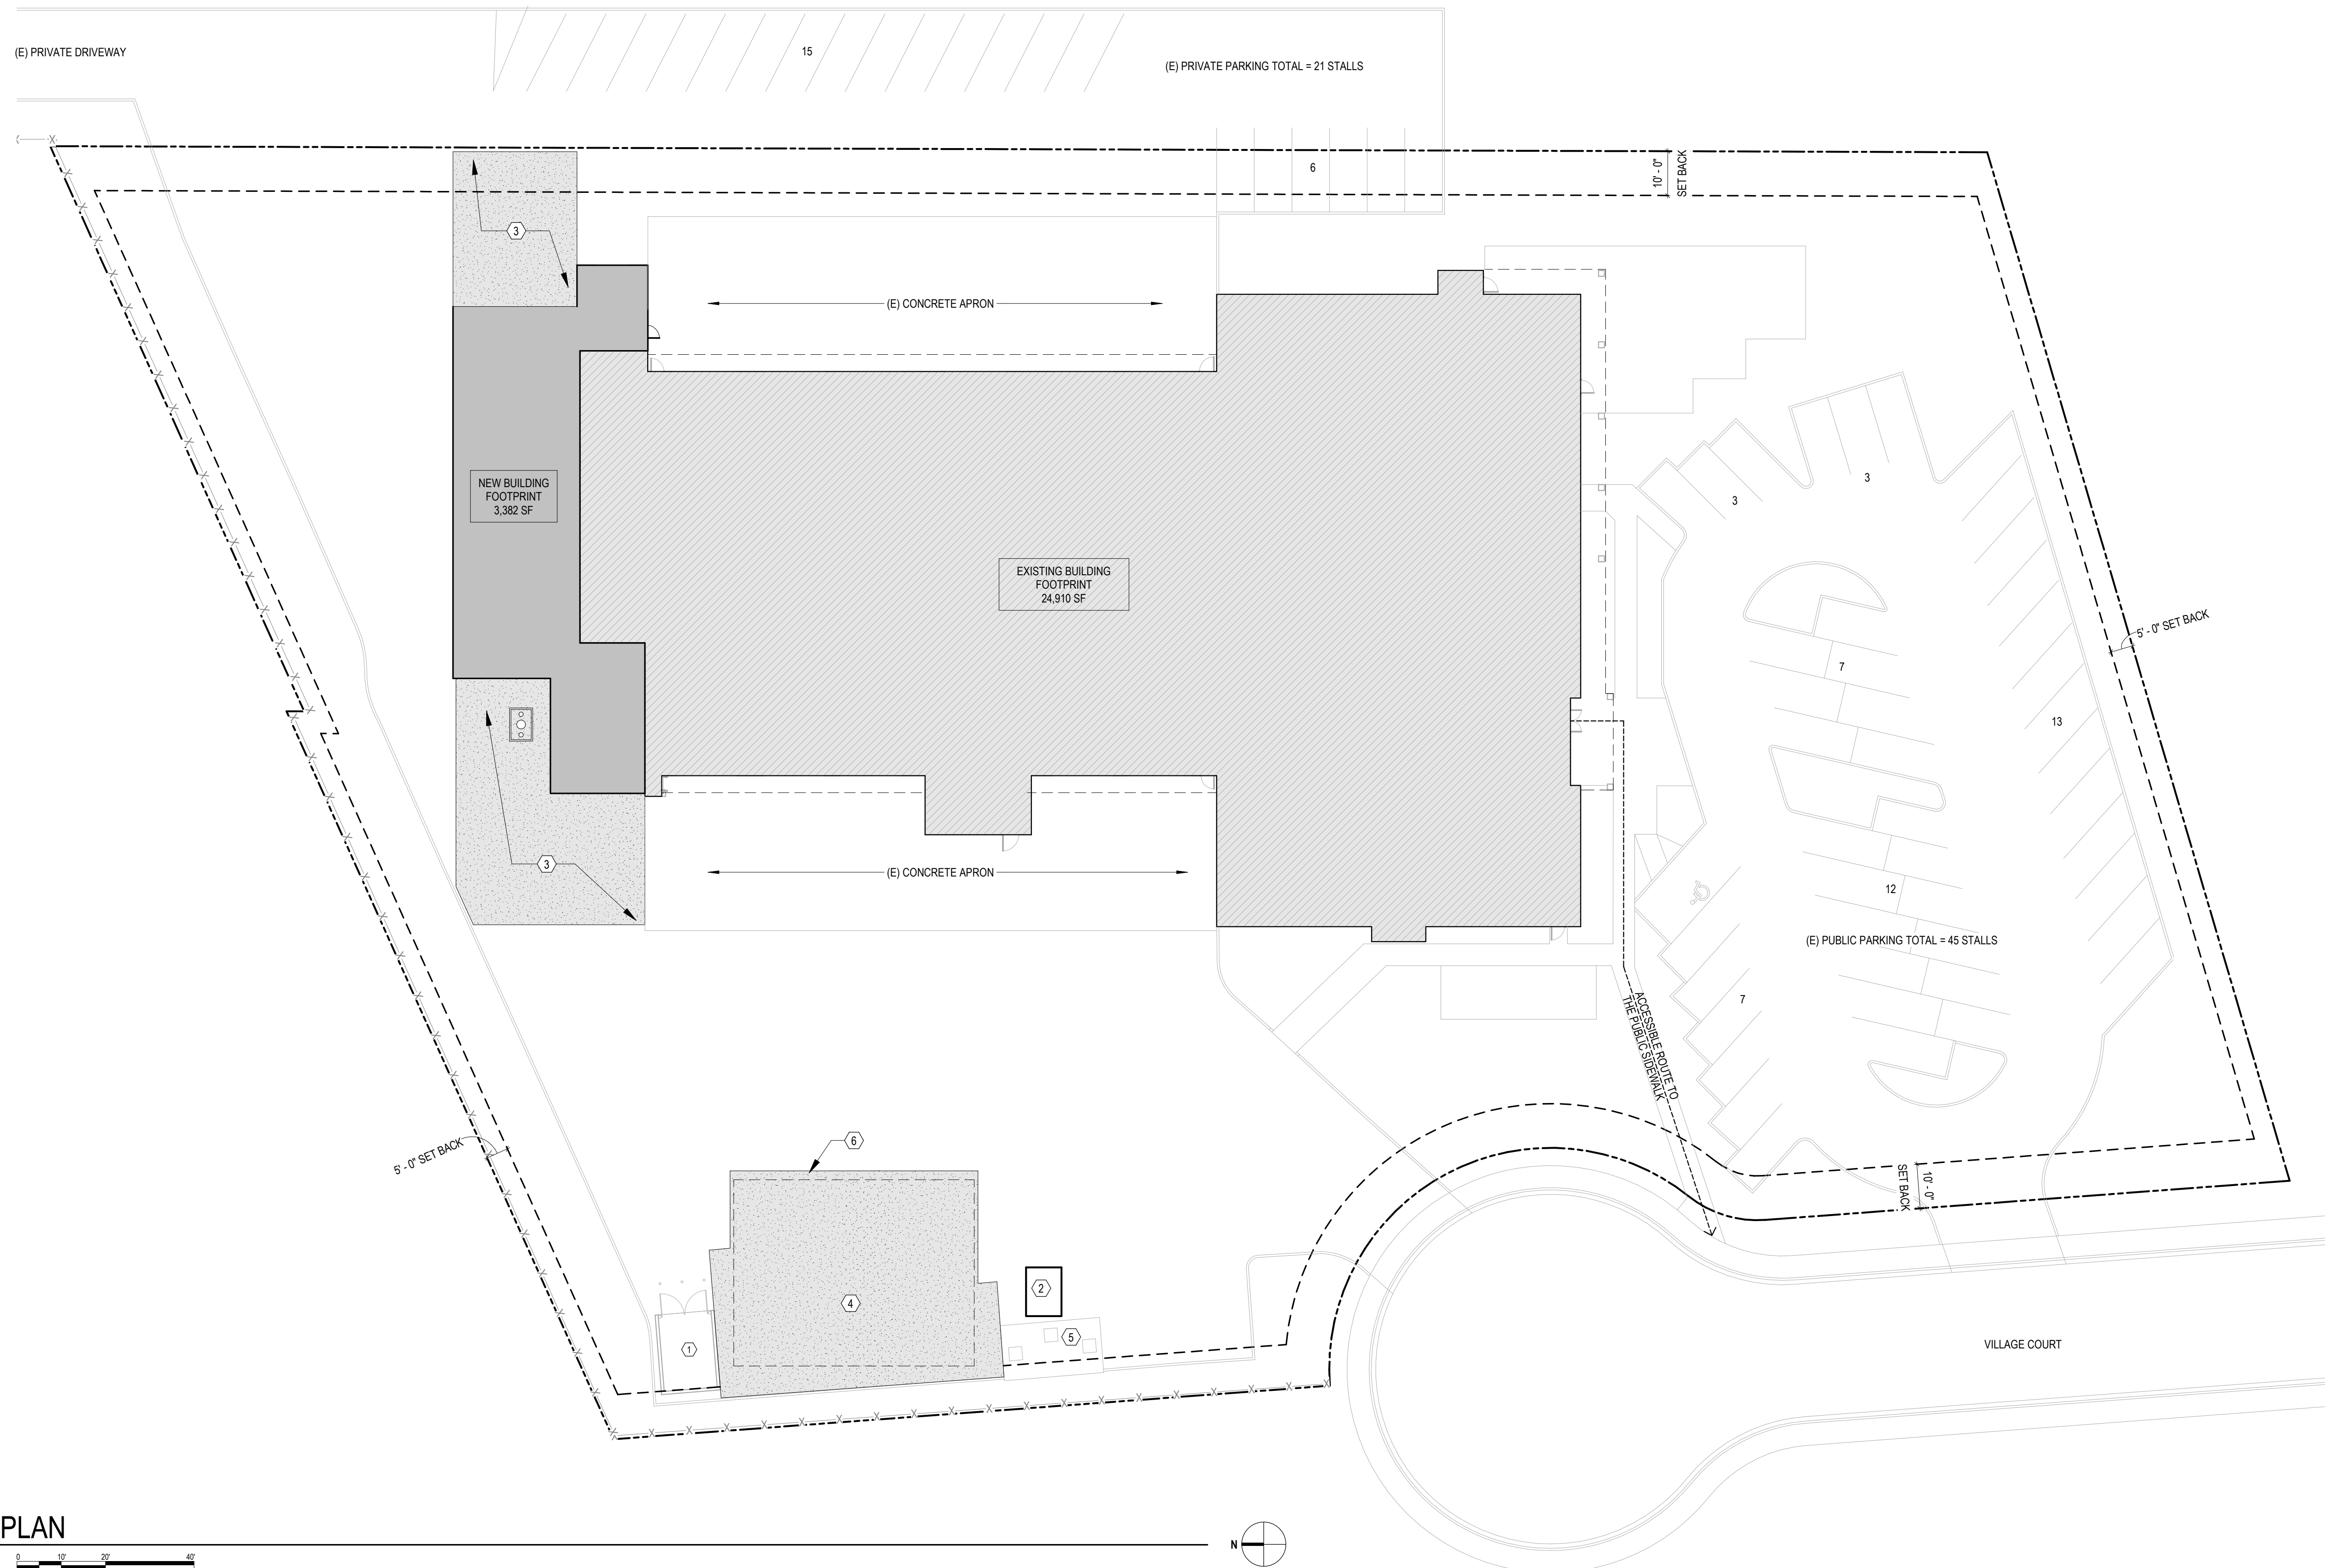 (E) PRIVATE DRIVEWAY
15
(E) PRIVATE PARKING TOTAL = 21 STALLS
6
10' - 0"
SET BACK
3
(E) CONCRETE APRON
NEW BUILDING
FOOTPRINT
3,382 SF
EXISTING BUILDING
FOOTPRINT
24,910 SF
3
3
5' - 0" SET BACK
7
13
3
(E) CONCRETE APRON
12
(E) PUBLIC PARKING TOTAL = 45 STALLS
7
ACCESSIBLE ROUTE TO
THE PUBLIC SIDEWALK
5' - 0" SET BACK
6
10' - 0"
SET BACK
2
4
5
1
VILLAGE COURT
PLAN
N
0 10' 20' 40'